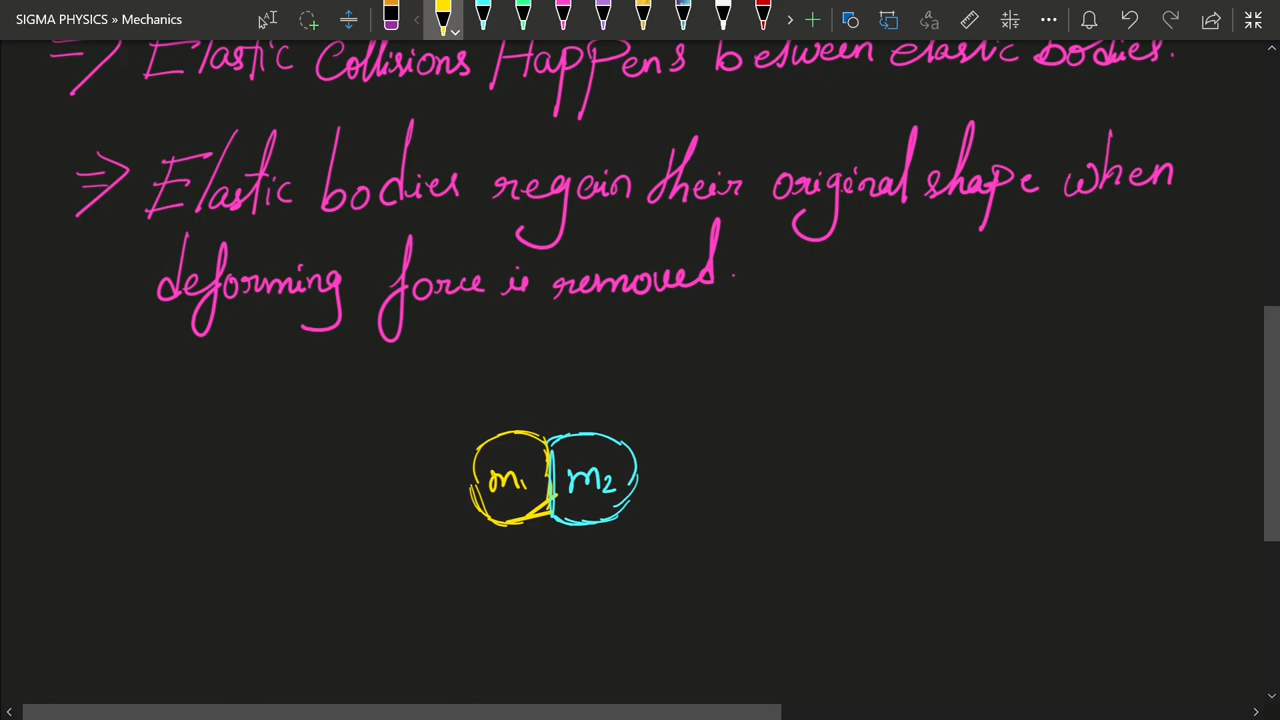 SIGMA PHYSICS » Mechanics
=> Elastic Collisions Happens between elastic bodies.
=> Elastic bodies regain their original shape when
deforming force is removed.
m₁ m₂